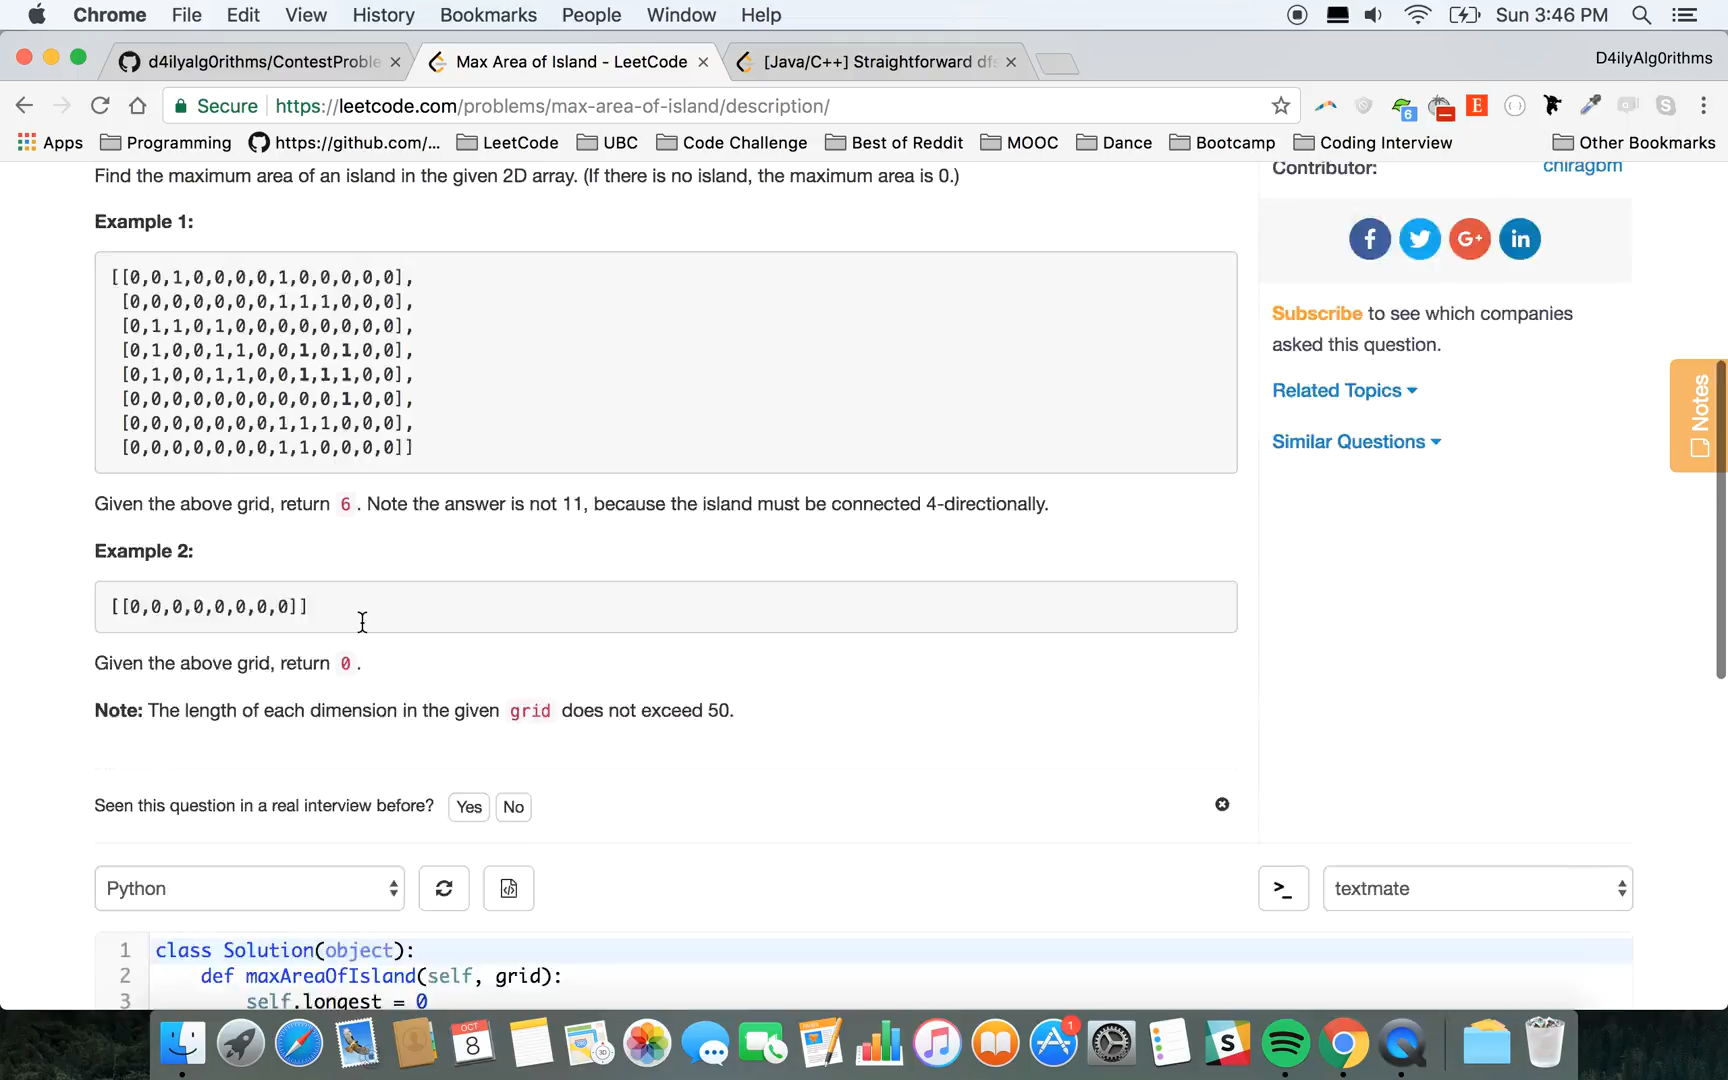 Chrome File Edit View History Bookmarks People Window Help Sun 3:46 PM
d4ilyalg0rithms/ContestProble Max Area of Island - LeetCode [Java/C++] Straightforward dfs D4ilyAlg0rithms
Secure https://leetcode.com/problems/max-area-of-island/description/
6 E S
Apps Programming https://github.com/... LeetCode UBC Code Challenge Best of Reddit MOOC Dance Bootcamp Coding Interview Other Bookmarks
Find the maximum area of an island in the given 2D array. (If there is no island, the maximum area is 0.)
Contributor: chiragbm
Example 1:
[[0,0,1,0,0,0,0,1,0,0,0,0,0],
[0,0,0,0,0,0,0,1,1,1,0,0,0],
[0,1,1,0,1,0,0,0,0,0,0,0,0],
[0,1,0,0,1,1,0,0,1,0,1,0,0],
[0,1,0,0,1,1,0,0,1,1,1,0,0],
[0,0,0,0,0,0,0,0,0,0,1,0,0],
[0,0,0,0,0,0,0,1,1,1,0,0,0],
[0,0,0,0,0,0,0,1,1,0,0,0,0]]
f G+ in
Subscribe to see which companies
asked this question.
Related Topics
Similar Questions
Notes
Given the above grid, return 6. Note the answer is not 11, because the island must be connected 4-directionally.
Example 2:
[[0,0,0,0,0,0,0,0]]
Given the above grid, return 0.
Note: The length of each dimension in the given grid does not exceed 50.
Seen this question in a real interview before? Yes No
Python >_ textmate
1 class Solution(object):
2 def maxAreaOfIsland(self, grid):
3 self.longest = 0
OCT
8
3D
1
S